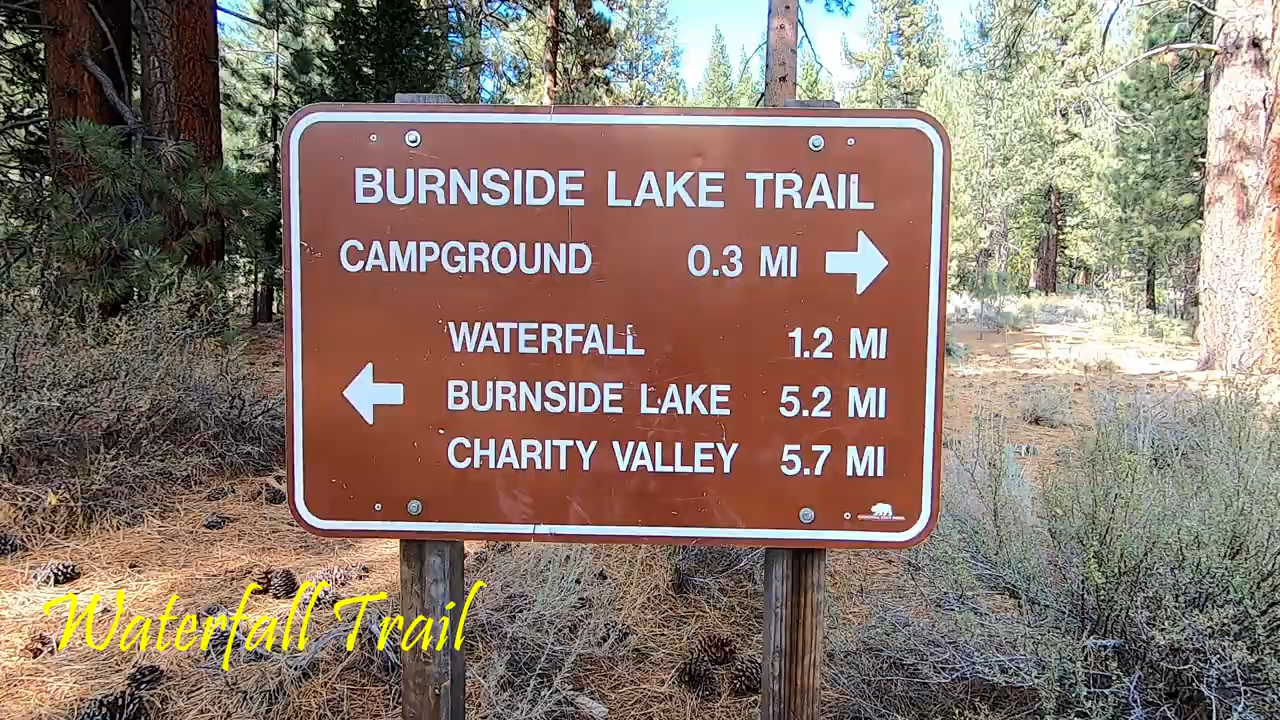 BURNSIDE LAKE TRAIL
CAMPGROUND 0.3 MI
WATERFALL 1.2 MI
BURNSIDE LAKE 5.2 MI
CHARITY VALLEY 5.7 MI
Waterfall Trail